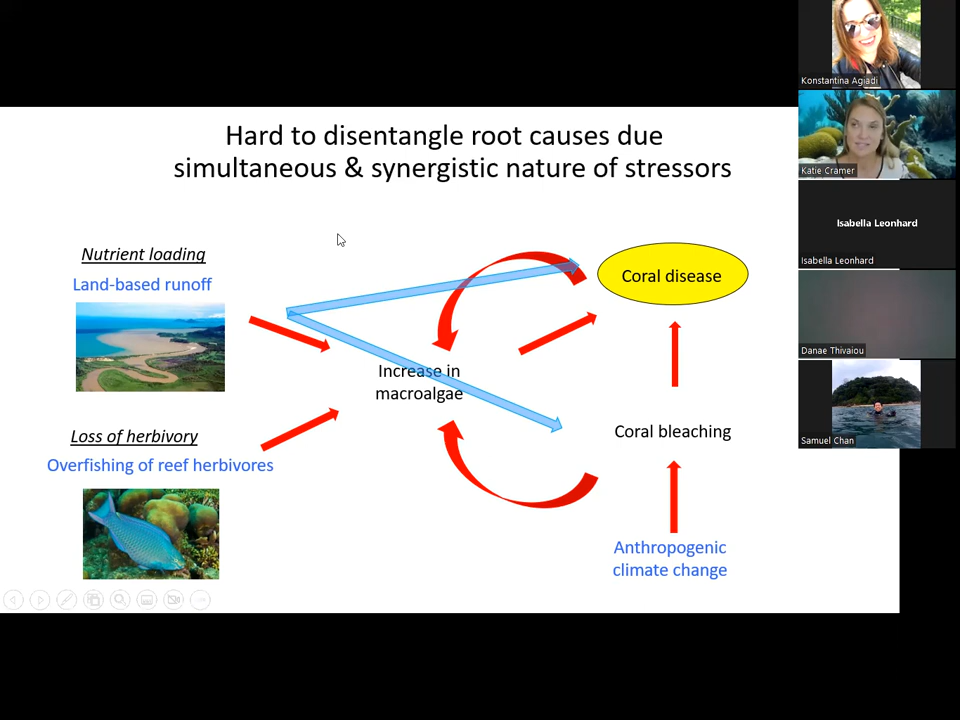 Hard to disentangle root causes due
simultaneous & synergistic nature of stressors
Nutrient loading
Land-based runoff
Loss of herbivory
Overfishing of reef herbivores
Increase in
macroalgae
Coral disease
Coral bleaching
Anthropogenic
climate change
Konstantina Agiadi
Katie Cramer
Isabella Leonhard
Isabella Leonhard
Danae Thivaiou
Samuel Chan